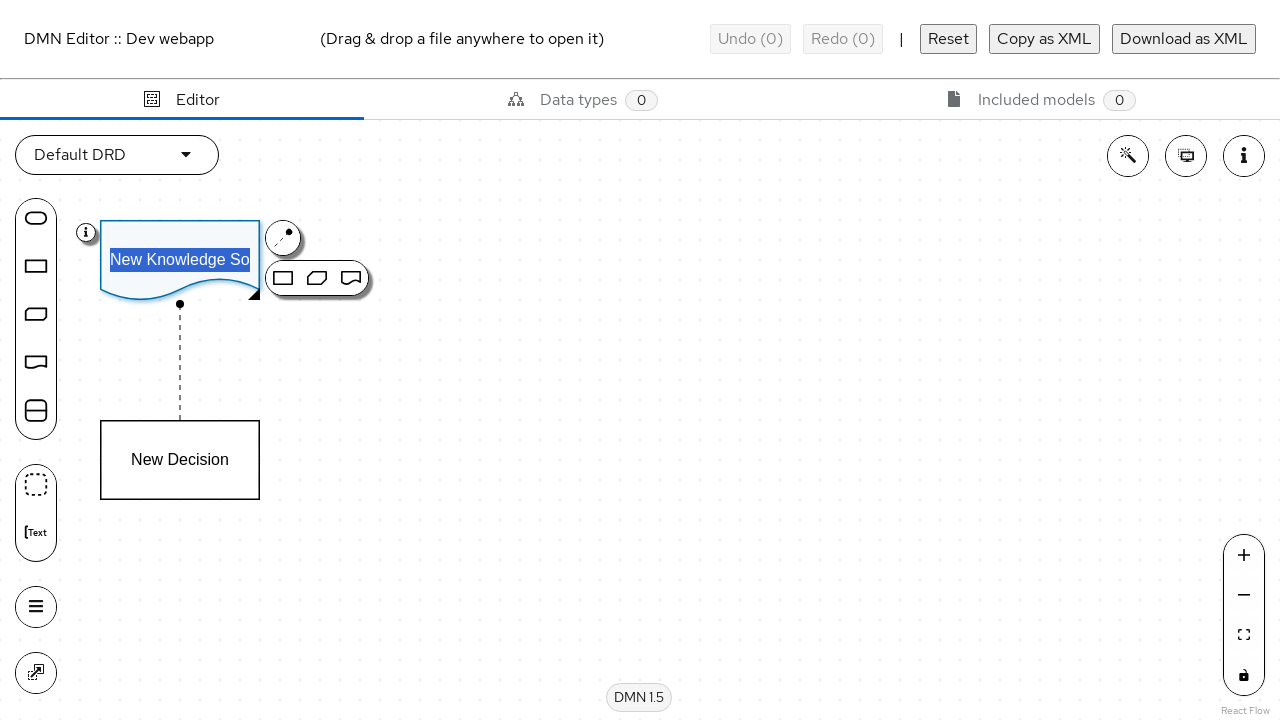 DMN Editor :: Dev webapp
(Drag & drop a file anywhere to open it)
Undo (0)
Redo (0)
|
Reset
Copy as XML
Download as XML
Editor
Data types 0
Included models 0
Default DRD
New Knowledge So
New Decision
Text
DMN 1.5
React Flow